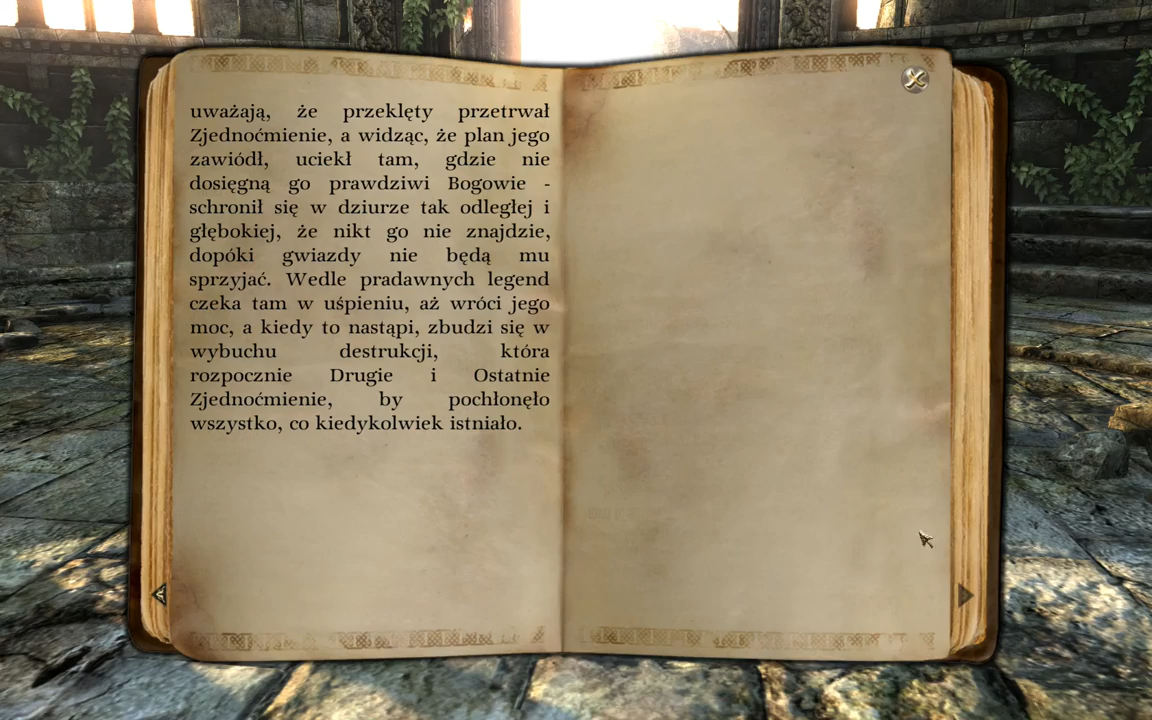 uważają, że przeklęty przetrwał
Zjednoćmienie, a widząc, że plan jego
zawiódł, uciekł tam, gdzie nie
dosięgną go prawdziwi Bogowie -
schronił się w dziurze tak odległej i
głębokiej, że nikt go nie znajdzie,
dopóki gwiazdy nie będą mu
sprzyjać. Wedle pradawnych legend
czeka tam w uśpieniu, aż wróci jego
moc, a kiedy to nastąpi, zbudzi się w
wybuchu destrukcji, która
rozpocznie Drugie i Ostatnie
Zjednoćmienie, by pochłonęło
wszystko, co kiedykolwiek istniało.